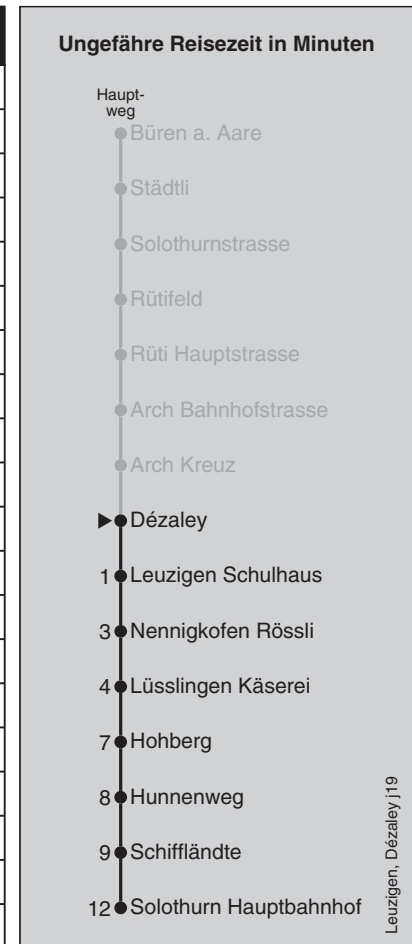 Ungefähre Reisezeit in Minuten
Haupt-
weg
Büren a. Aare
Städtli
Solothurnstrasse
Rütifeld
Rüti Hauptstrasse
Arch Bahnhofstrasse
Arch Kreuz
Dézaley
1 Leuzigen Schulhaus
3 Nennigkofen Rössli
4 Lüsslingen Käserei
7 Hohberg
8 Hunnenweg
9 Schiffländte
12 Solothurn Hauptbahnhof
Leuzigen, Dézaley j19